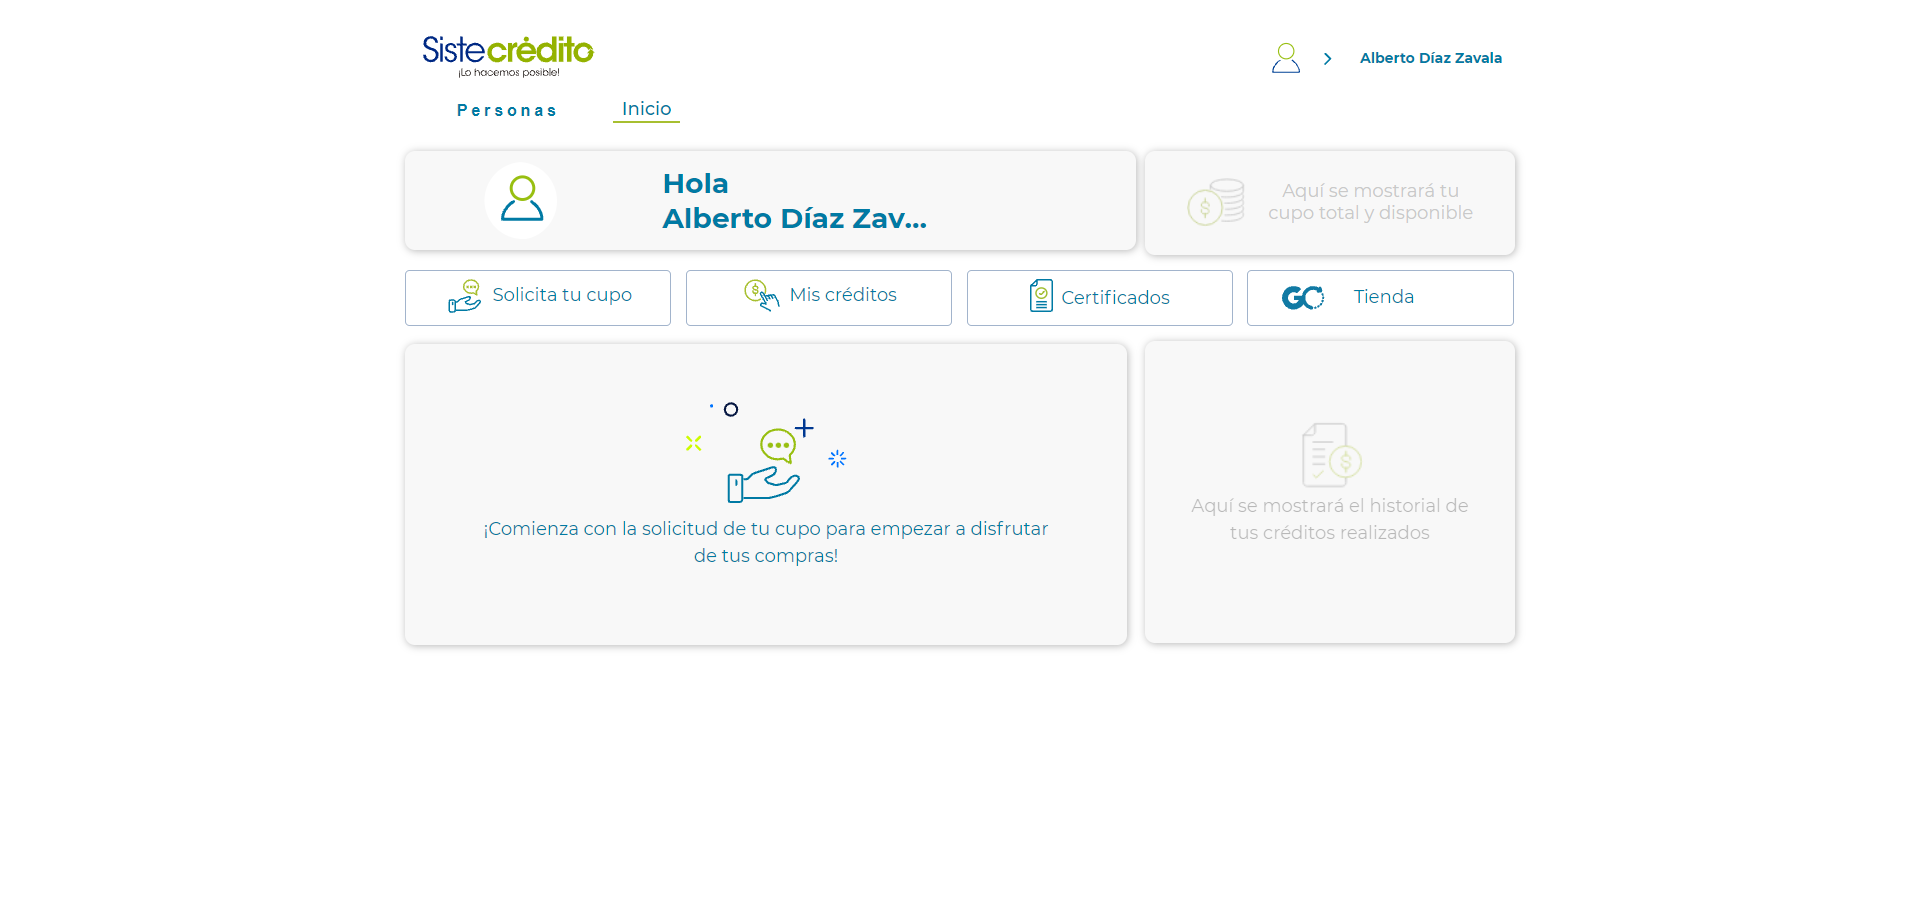 Sistecrédito
¡Lo hacemos posible!
Alberto Díaz Zavala
Personas
Inicio
Hola
Alberto Díaz Zav...
Aquí se mostrará tu
cupo total y disponible
Solicita tu cupo
Mis créditos
Certificados
GO
Tienda
¡Comienza con la solicitud de tu cupo para empezar a disfrutar
de tus compras!
Aquí se mostrará el historial de
tus créditos realizados